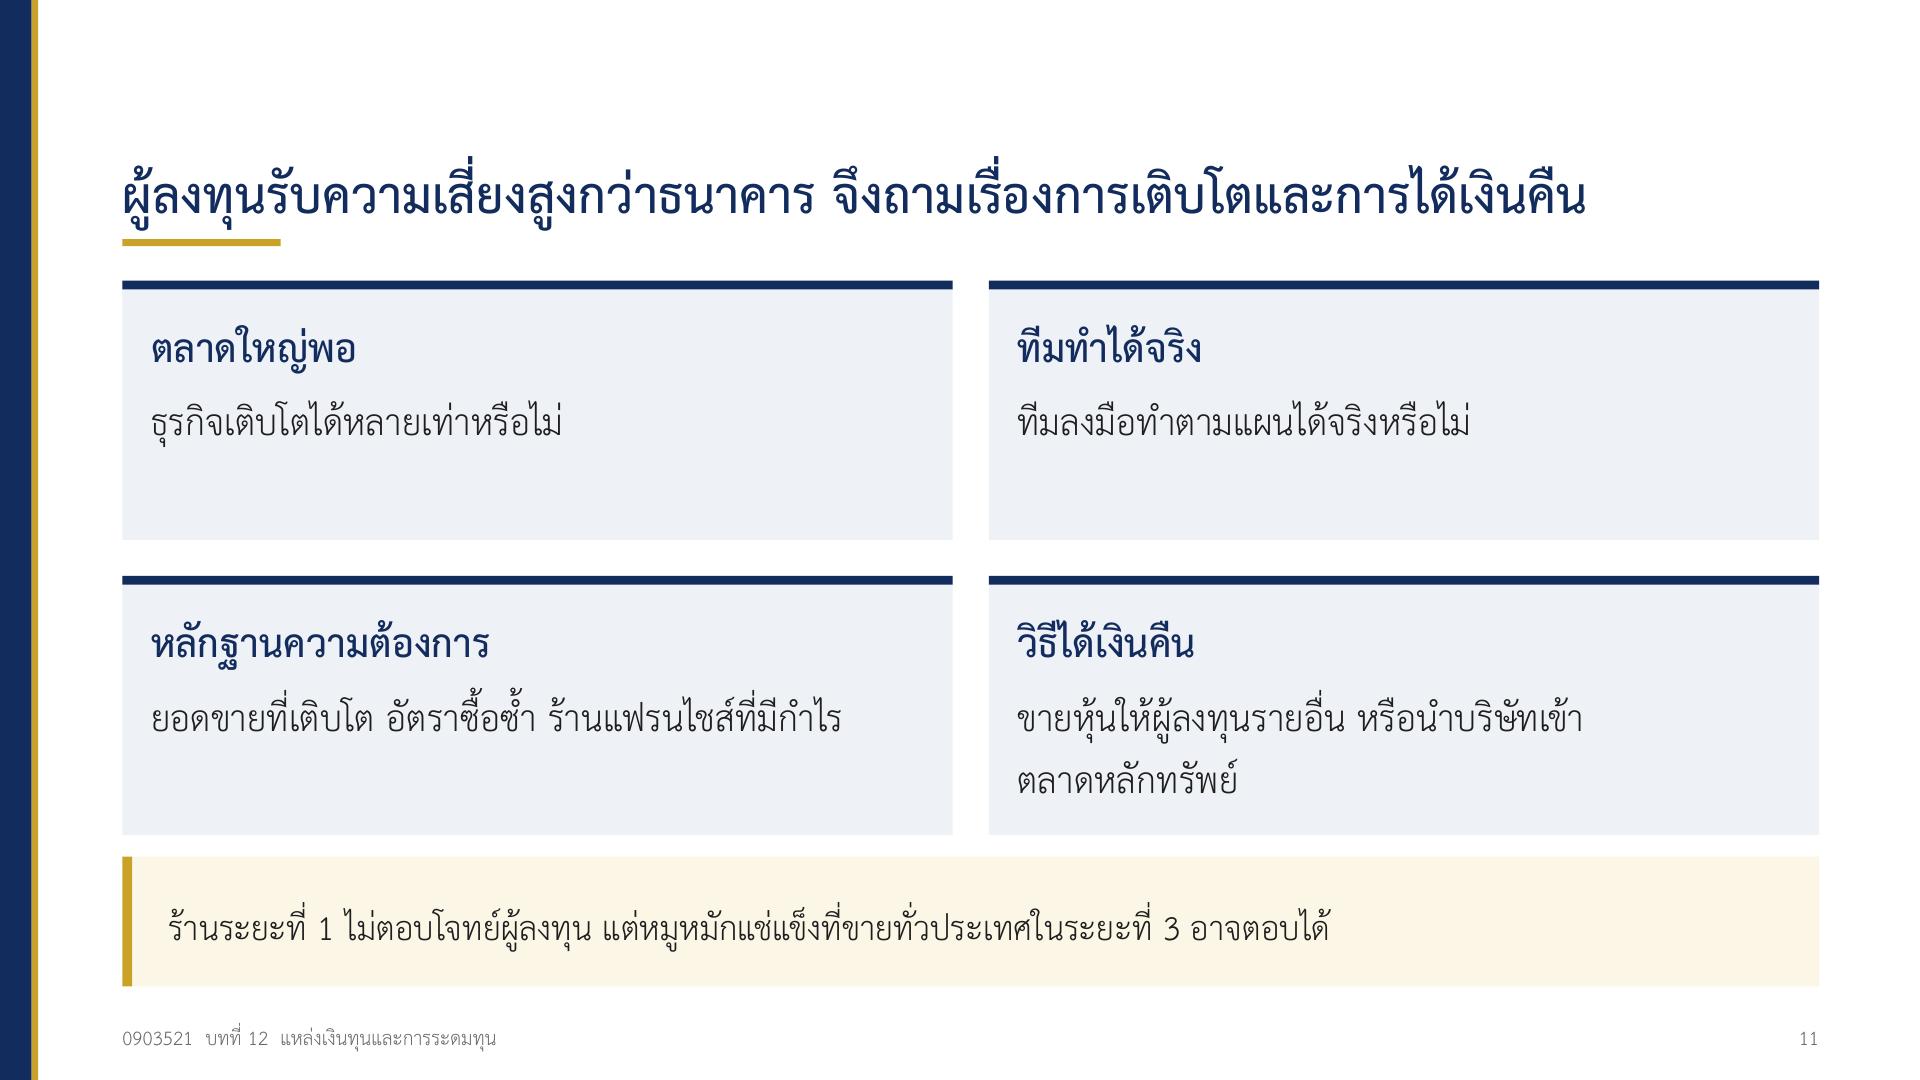 ผู้ลงทุนรับความเสี่ยงสูงกว่าธนาคาร จึงถามเรื่องการเติบโตและการได้เงินคืน
ตลาดใหญ่พอ
ธุรกิจเติบโตได้หลายเท่าหรือไม่
ทีมทำได้จริง
ทีมลงมือทำตามแผนได้จริงหรือไม่
หลักฐานความต้องการ
ยอดขายที่เติบโต อัตราซื้อซ้ำ ร้านแฟรนไชส์ที่มีกำไร
วิธีได้เงินคืน
ขายหุ้นให้ผู้ลงทุนรายอื่น หรือนำบริษัทเข้า
ตลาดหลักทรัพย์
ร้านระยะที่ 1 ไม่ตอบโจทย์ผู้ลงทุน แต่หมูหมักแช่แข็งที่ขายทั่วประเทศในระยะที่ 3 อาจตอบได้
0903521 บทที่ 12 แหล่งเงินทุนและการระดมทุน
11